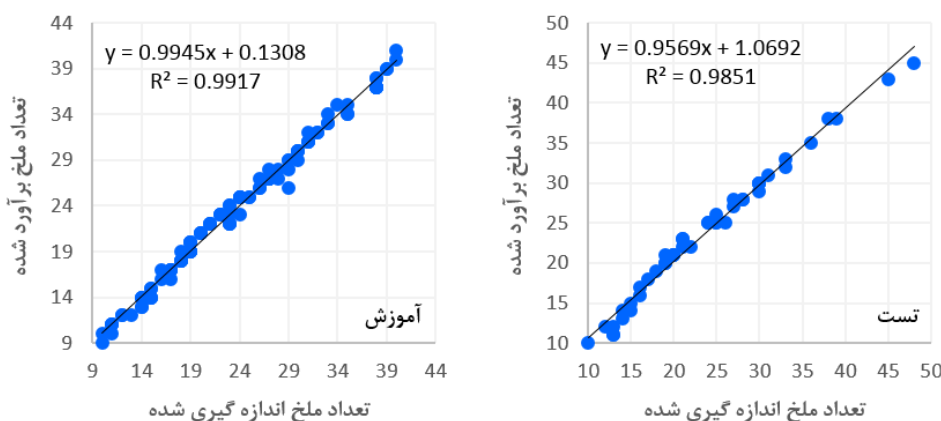 44
39
34
29
24
19
14
9
تعداد ملخ برآورد شده
y = 0.9945x + 0.1308
R² = 0.9917
آموزش
9 14 19 24 29 34 39 44
تعداد ملخ اندازه گیری شده
50
45
40
35
30
25
20
15
10
تعداد ملخ برآورد شده
y = 0.9569x + 1.0692
R² = 0.9851
تست
10 15 20 25 30 35 40 45 50
تعداد ملخ اندازه گیری شده